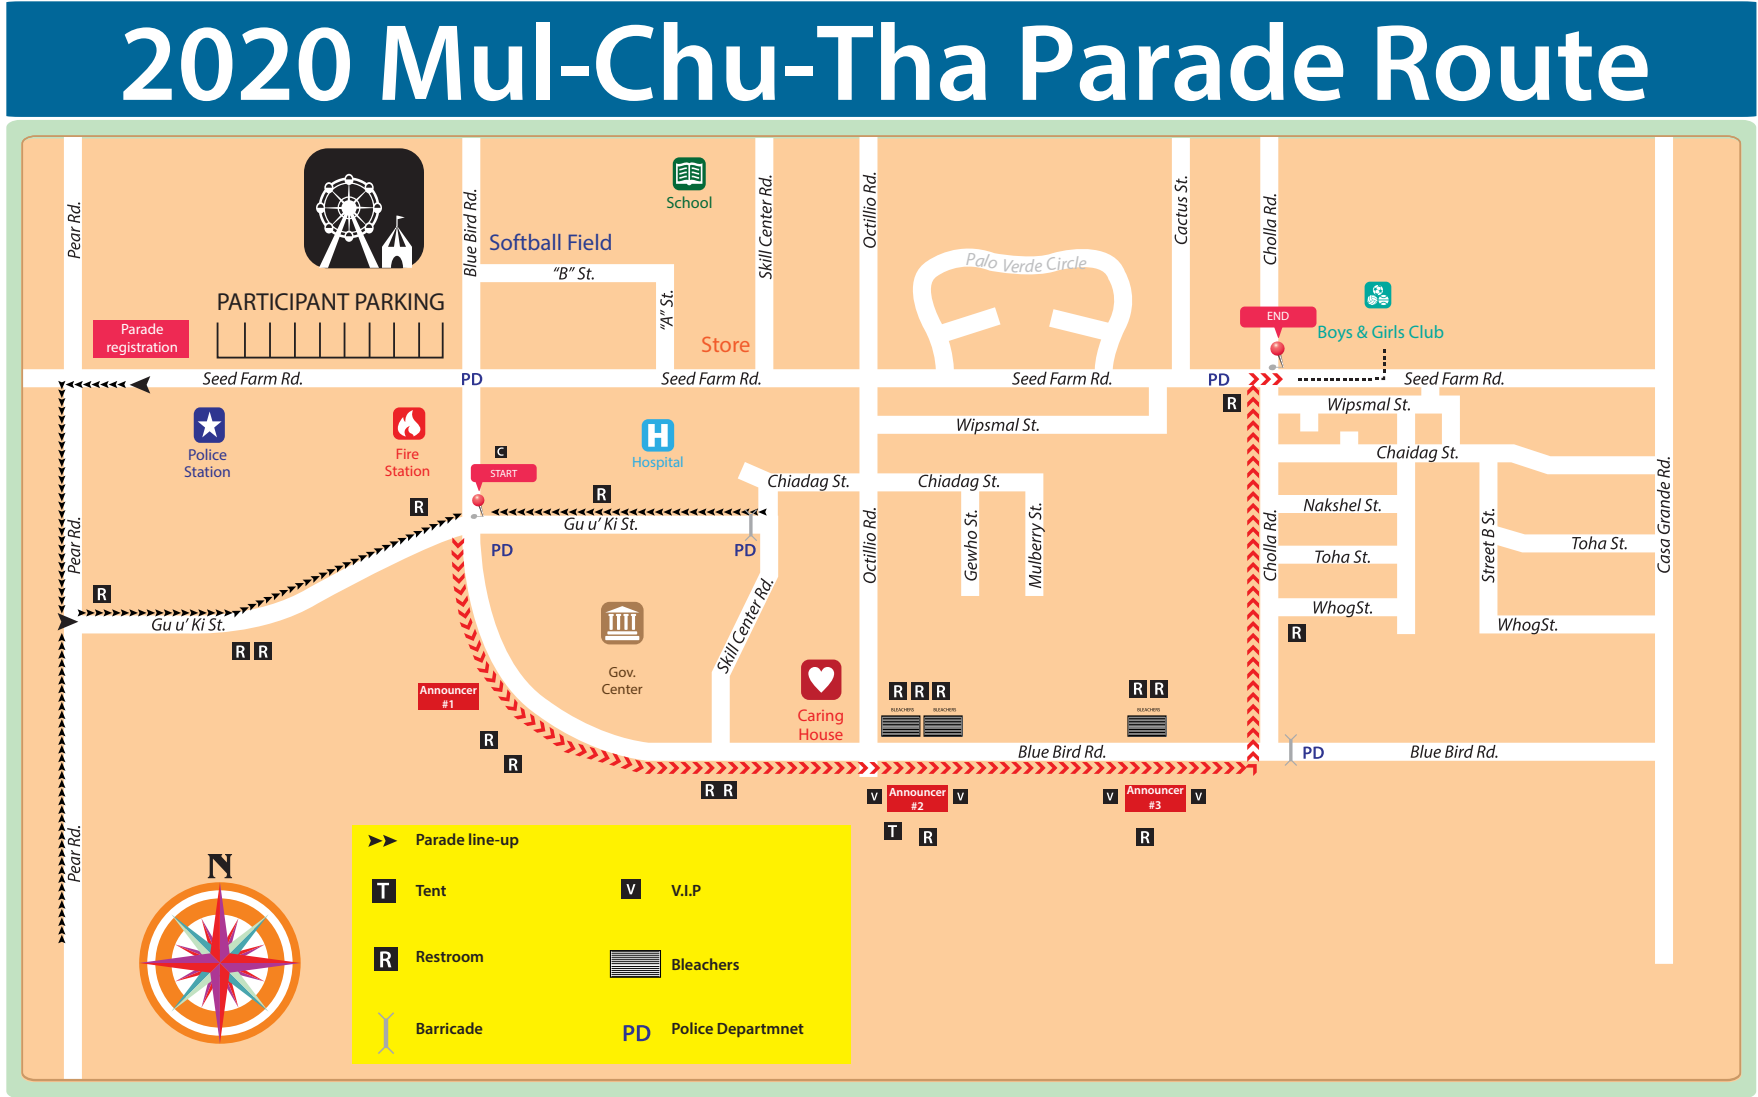 2020 Mul-Chu-Tha Parade Route
Pear Rd.
Blue Bird Rd.
School
Skill Center Rd.
Octillio Rd.
Cactus St.
Cholla Rd.
Softball Field
"B" St.
"A" St.
Palo Verde Circle
PARTICIPANT PARKING
Parade
registration
Store
END
Boys & Girls Club
Seed Farm Rd.
PD
Seed Farm Rd.
Seed Farm Rd.
PD
Seed Farm Rd.
R
Wipsmal St.
Wipsmal St.
Police
Station
Fire
Station
C
START
H
Hospital
Chaidag St.
Chiadag St.
Chiadag St.
R
R
Gu u' Ki St.
PD
PD
Pear Rd.
Octillio Rd.
Gewho St.
Mulberry St.
Cholla Rd.
Nakshel St.
Toha St.
Street B St.
Toha St.
Casa Grande Rd.
R
Gu u' Ki St.
R R
WhogSt.
WhogSt.
R
Gov.
Center
Skill Center Rd.
Announcer
#1
Caring
House
R R R
BLEACHERS
BLEACHERS
R R
BLEACHERS
R
R
Blue Bird Rd.
PD
Blue Bird Rd.
R R
V
Announcer
#2
V
V
Announcer
#3
V
T
R
R
Pear Rd.
N
Parade line-up
T
Tent
V
V.I.P
R
Restroom
Bleachers
Barricade
PD
Police Departmnet